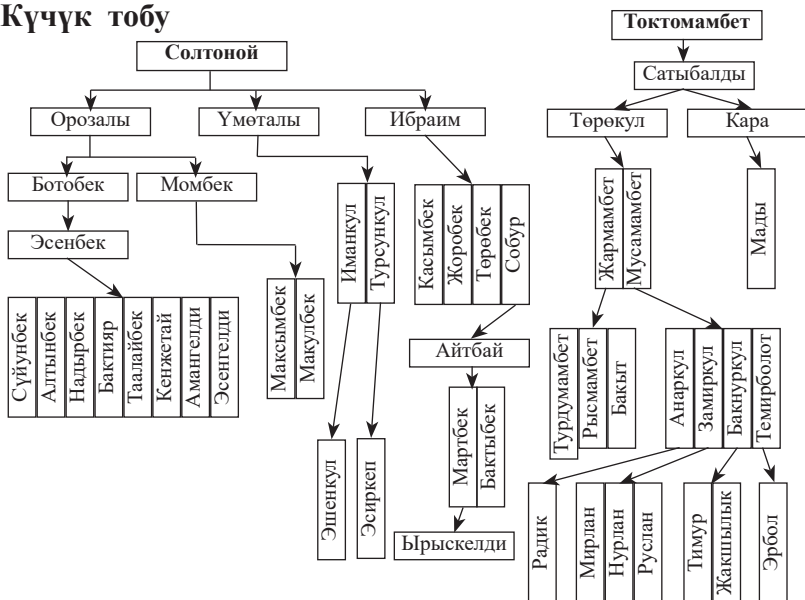 Күчүк тобу
Солтоной
Орозалы
Үмөталы
Ибраим
Ботобек
Момбек
Эсенбек
Сүйунбек
Алтынбек
Надырбек
Бактияр
Таалайбек
Кенжетай
Амангелди
Эсенгелди
Максымбек
Макулбек
Иманкул
Турсункул
Эшенкул
Эсиркеп
Касымбек
Жоробек
Төрөбек
Собур
Айтбай
Мартбек
Бактыбек
Ырыскелди
Токтомамбет
Сатыбалды
Төрөкул
Кара
Жармамбет
Мусамамбет
Мады
Турдумамбет
Рысмамбет
Бакыт
Анаркул
Замиркул
Бакнуркул
Темирболот
Радик
Мирлан
Нурлан
Руслан
Тимур
Жакшылык
Эрбол